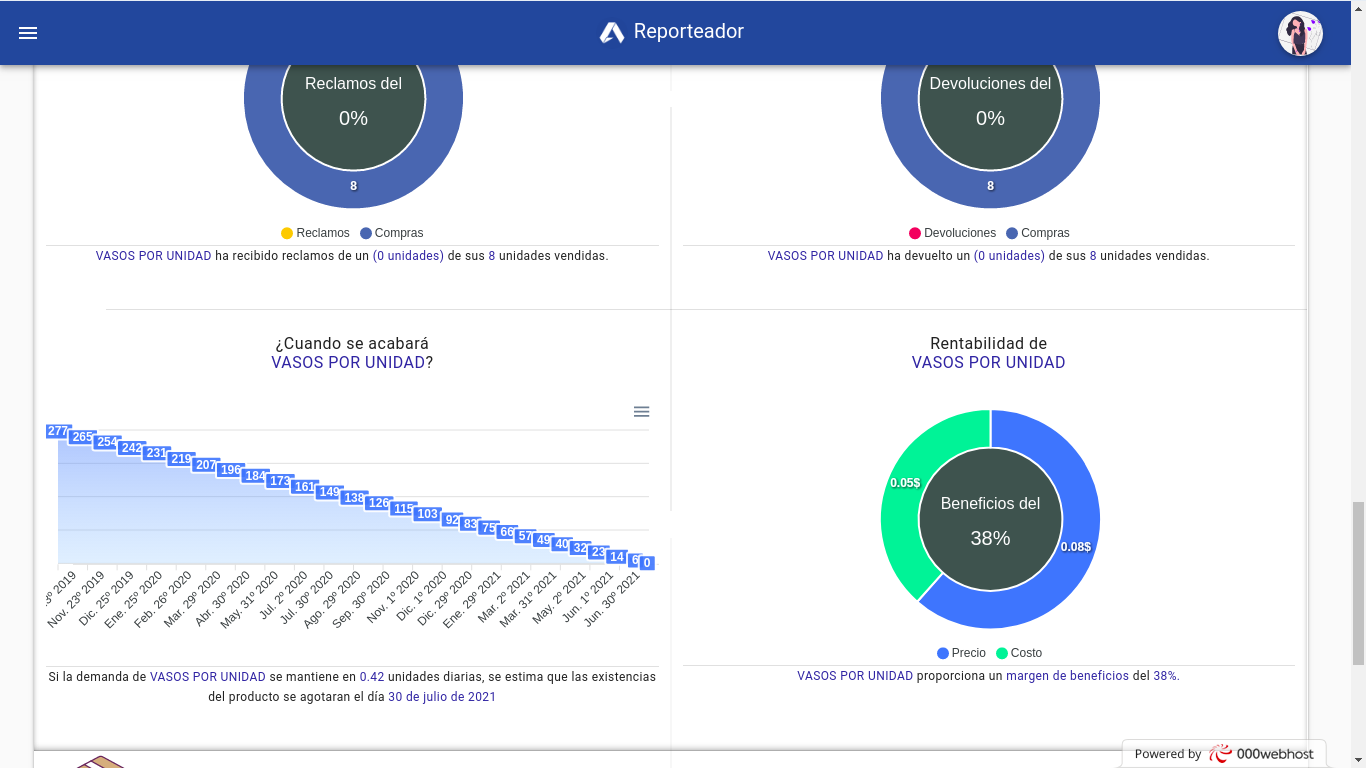 Reporteador
Reclamos del
0%
8
Reclamos Compras
VASOS POR UNIDAD ha recibido reclamos de un (0 unidades) de sus 8 unidades vendidas.
Devoluciones del
0%
8
Devoluciones Compras
VASOS POR UNIDAD ha devuelto un (0 unidades) de sus 8 unidades vendidas.
¿Cuando se acabará
VASOS POR UNIDAD?
277 265 254 242 231 219 207 196 184 173 161 149 138 126 115 103 92 83 75 66 57 49 40 32 23 14 6 0
3º 2019
Nov. 23º 2019
Dic. 25º 2019
Ene. 25º 2020
Feb. 26º 2020
Mar. 29º 2020
Abr. 30º 2020
May. 31º 2020
Jul. 2º 2020
Jul. 30º 2020
Ago. 29º 2020
Sep. 30º 2020
Nov. 1º 2020
Dic. 1º 2020
Dic. 29º 2020
Ene. 29º 2021
Mar. 2º 2021
Mar. 31º 2021
May. 2º 2021
Jun. 1º 2021
Jun. 30º 2021
Si la demanda de VASOS POR UNIDAD se mantiene en 0.42 unidades diarias, se estima que las existencias
del producto se agotaran el día 30 de julio de 2021
Rentabilidad de
VASOS POR UNIDAD
0.05$
Beneficios del
38%
0.08$
Precio Costo
VASOS POR UNIDAD proporciona un margen de beneficios del 38%.
Powered by 000webhost